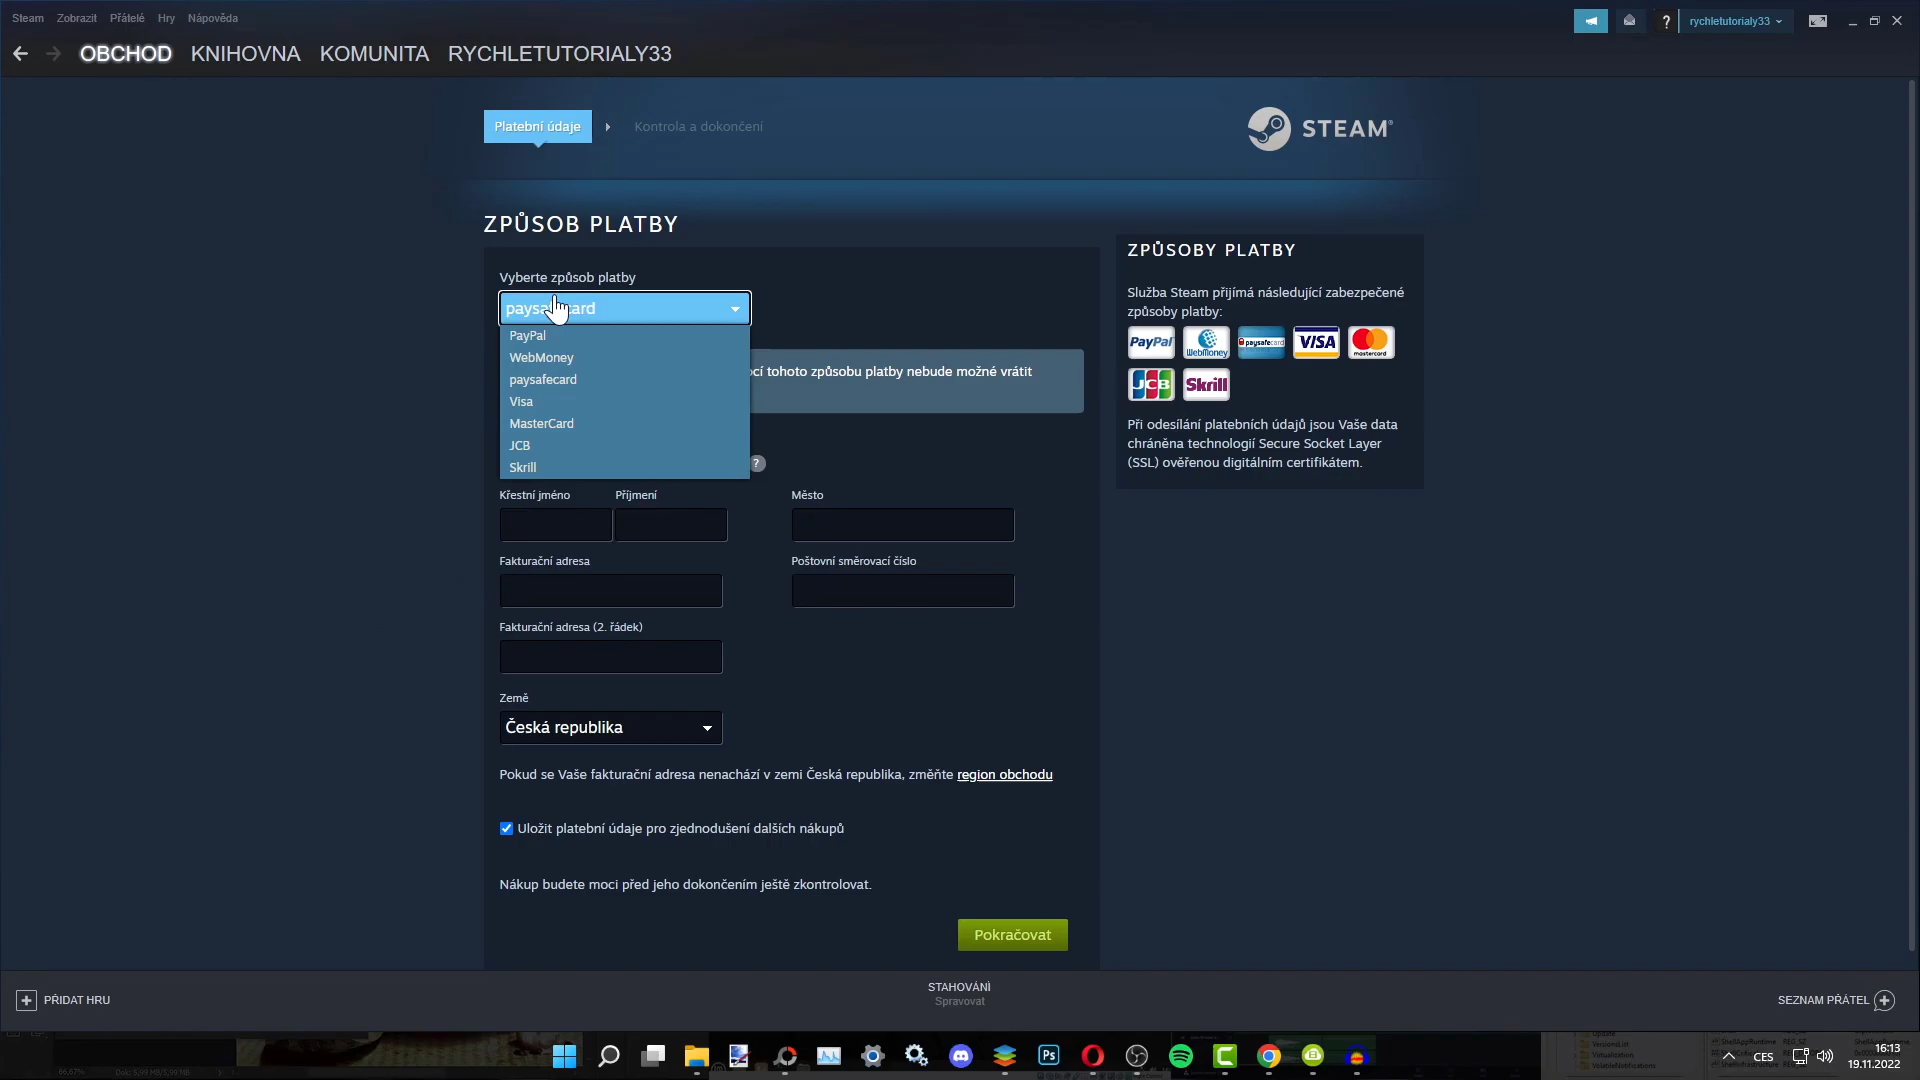 Steam Zobrazit Přátelé Hry Nápověda
rychletutorialy33
OBCHOD KNIHOVNA KOMUNITA RYCHLETUTORIALY33
Platební údaje
Kontrola a dokončení
STEAM®
ZPŮSOB PLATBY
Vyberte způsob platby
PayPal
WebMoney
paysafecard
Visa
MasterCard
JCB
Skrill
cí tohoto způsobu platby nebude možné vrátit
?
Křestní jméno
Příjmení
Město
Fakturační adresa
Poštovní směrovací číslo
Fakturační adresa (2. řádek)
Země
Česká republika
Pokud se Vaše fakturační adresa nenachází v zemi Česká republika, změňte region obchodu
Uložit platební údaje pro zjednodušení dalších nákupů
Nákup budete moci před jeho dokončením ještě zkontrolovat.
Pokračovat
ZPŮSOBY PLATBY
Služba Steam přijímá následující zabezpečené
způsoby platby:
PayPal WebMoney paysafecard VISA mastercard
JCB Skrill
Při odesílání platebních údajů jsou Vaše data
chráněna technologií Secure Socket Layer
(SSL) ověřenou digitálním certifikátem.
PŘIDAT HRU
STAHOVÁNÍ
Spravovat
SEZNAM PŘÁTEL
Ps
CES
16:13
19.11.2022